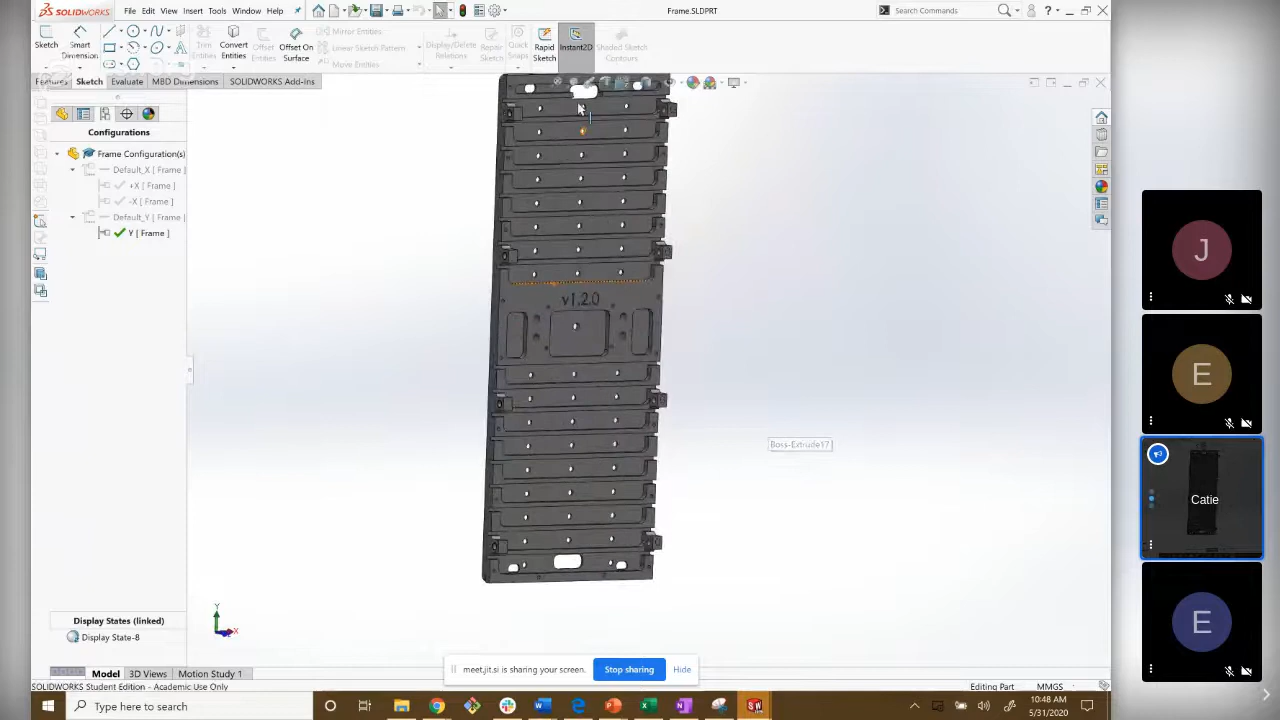 SOLIDWORKS
File Edit View Insert Tools Window Help
Frame.SLDPRT
Search Commands
Sketch
Smart Dimension
Trim Entities
Convert Entities
Offset Entities
Offset On Surface
Mirror Entities
Linear Sketch Pattern
Move Entities
Display/Delete Relations
Repair Sketch
Quick Snaps
Rapid Sketch
Instant2D
Shaded Sketch Contours
Features Sketch Evaluate MBD Dimensions SOLIDWORKS Add-Ins
Configurations
Frame Configuration(s)
Default_X [ Frame ]
+X [ Frame ]
-X [ Frame ]
Default_Y [ Frame ]
Y [ Frame ]
v1.2.0
Boss-Extrude17
Display States (linked)
Display State-8
Y
X
Model 3D Views Motion Study 1
meet.jit.si is sharing your screen. Stop sharing Hide
SOLIDWORKS Student Edition - Academic Use Only
Editing Part MMGS
Type here to search
10:48 AM
5/31/2020
J
E
Catie
E